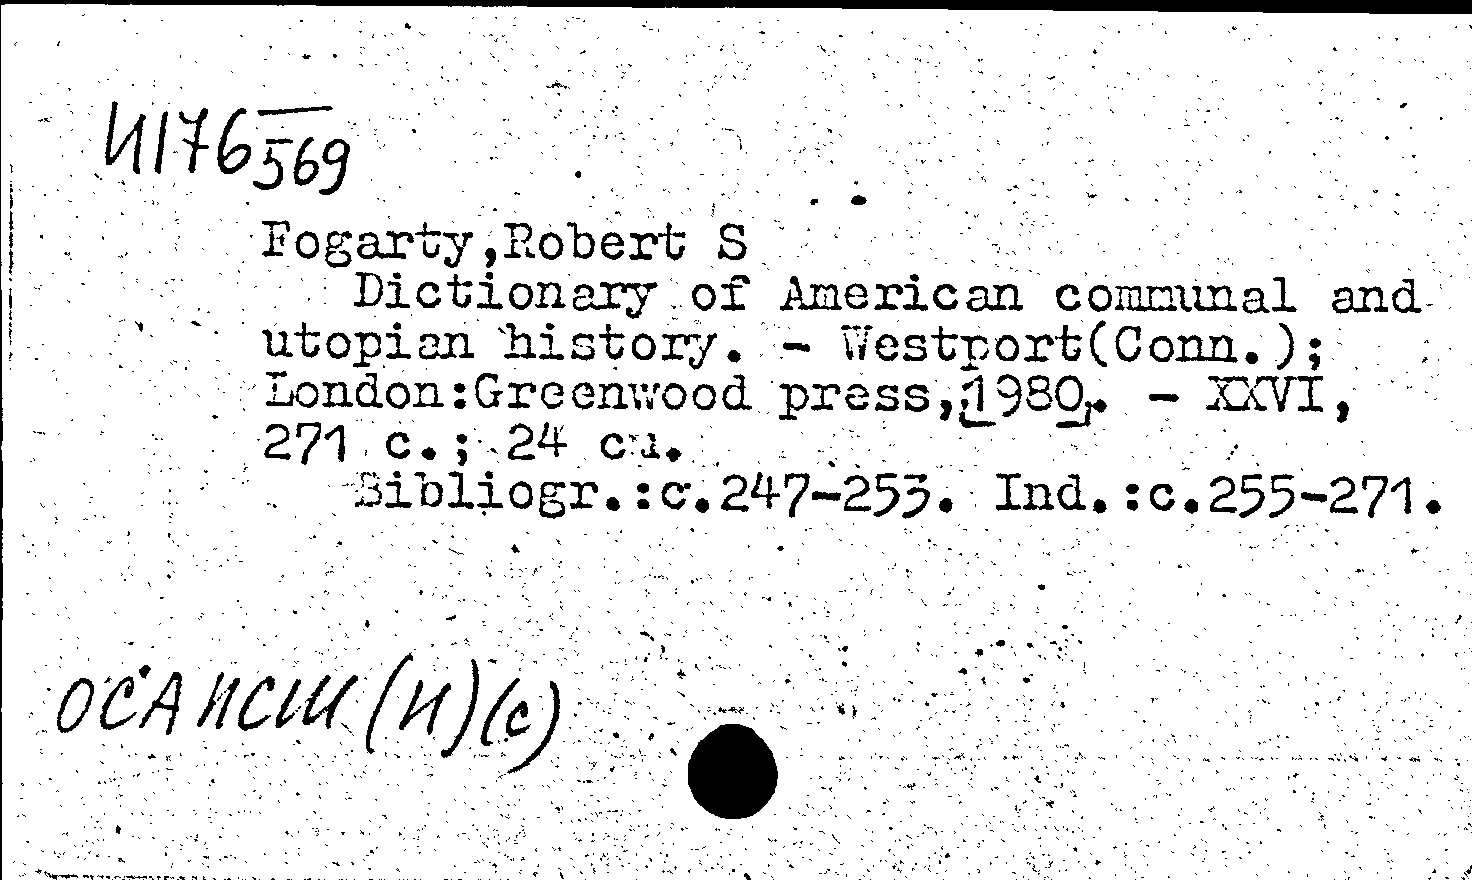 И176
569
Fogarty,Robert S
Dictionary of American communal and
utopian history. - Westport(Conn.);
London:Greenwood press,1980. - XXVI,
271 с.; 24 см.
Bibliogr.:с.247-253. Ind.:с.255-271.
ОСА ПСШ (И)(с)